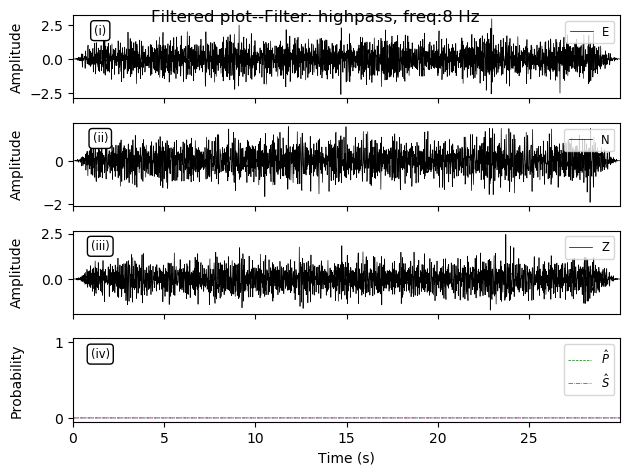 Filtered plot--Filter: highpass, freq:8 Hz
Amplitude
2.5
0.0
−2.5
(i)
E
Amplitude
0
−2
(ii)
N
Amplitude
2.5
0.0
(iii)
Z
Probability
1
0
(iv)
P̂
Ŝ
0 5 10 15 20 25
Time (s)